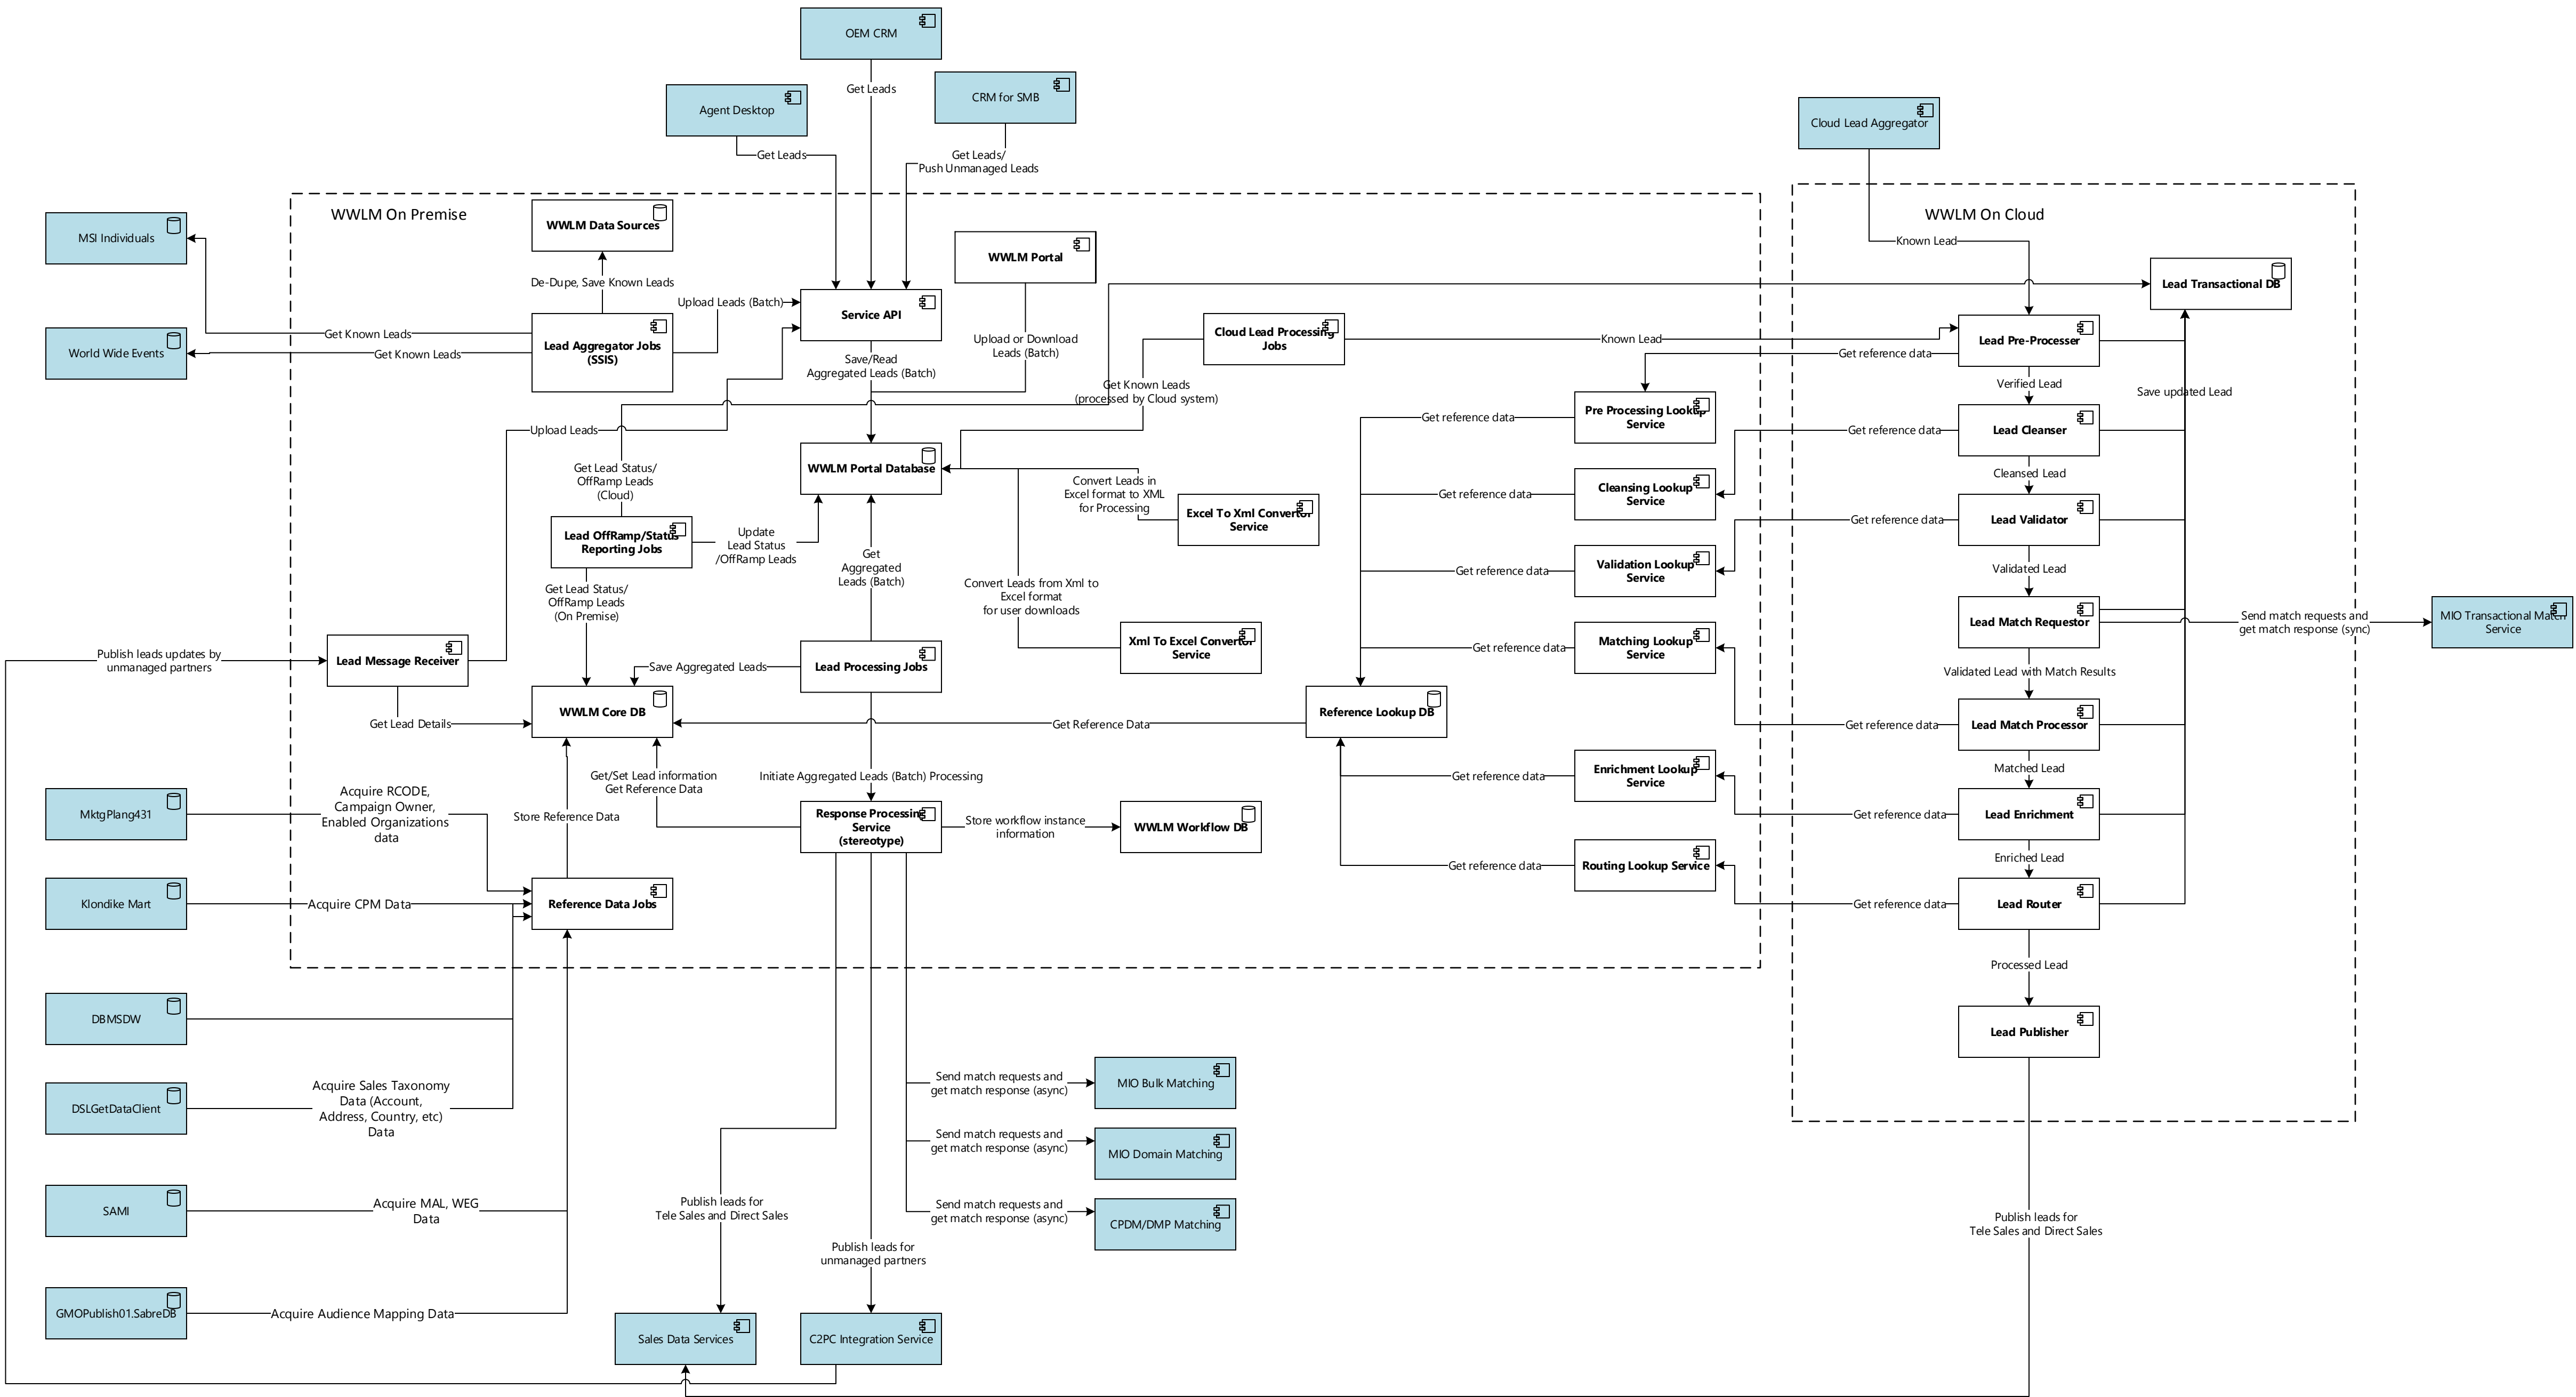 OEM CRM
Agent Desktop
CRM for SMB
Get Leads
Get Leads
Get Leads/
Push Unmanaged Leads
Cloud Lead Aggregator
WWLM On Premise
WWLM On Cloud
MSI Individuals
World Wide Events
WWLM Data Sources
De-Dupe, Save Known Leads
Lead Aggregator Jobs
(SSIS)
Get Known Leads
Get Known Leads
Upload Leads (Batch)
Service API
WWLM Portal
Upload or Download
Leads (Batch)
Save/Read
Aggregated Leads (Batch)
Cloud Lead Processing
Jobs
Get Known Leads
(processed by Cloud system)
Known Lead
Known Lead
Lead Transactional DB
Lead Pre-Processer
Get reference data
Verified Lead
Save updated Lead
Upload Leads
Get Lead Status/
OffRamp Leads
(Cloud)
WWLM Portal Database
Convert Leads in
Excel format to XML
for Processing
Excel To Xml Convertor
Service
Lead OffRamp/Status
Reporting Jobs
Update
Lead Status
/OffRamp Leads
Get
Aggregated
Leads (Batch)
Get Lead Status/
OffRamp Leads
(On Premise)
Convert Leads from Xml to
Excel format
for user downloads
Xml To Excel Convertor
Service
Pre Processing Lookup
Service
Get reference data
Cleansing Lookup
Service
Get reference data
Validation Lookup
Service
Get reference data
Matching Lookup
Service
Get reference data
Get reference data
Lead Cleanser
Cleansed Lead
Get reference data
Lead Validator
Validated Lead
Lead Match Requestor
Send match requests and
get match response (sync)
MIO Transactional Match
Service
Validated Lead with Match Results
Get reference data
Lead Match Processor
Matched Lead
Get reference data
Lead Enrichment
Enriched Lead
Get reference data
Lead Router
Processed Lead
Lead Publisher
Publish leads updates by
unmanaged partners
Lead Message Receiver
Get Lead Details
Save Aggregated Leads
Lead Processing Jobs
WWLM Core DB
Get Reference Data
Reference Lookup DB
Enrichment Lookup
Service
Get reference data
Routing Lookup Service
Get reference data
Get/Set Lead information
Get Reference Data
Initiate Aggregated Leads (Batch) Processing
Response Processing
Service
(stereotype)
Store workflow instance
information
WWLM Workflow DB
Store Reference Data
MktgPlang431
Acquire RCODE,
Campaign Owner,
Enabled Organizations
data
Klondike Mart
Acquire CPM Data
Reference Data Jobs
DBMSDW
DSLGetDataClient
Acquire Sales Taxonomy
Data (Account,
Address, Country, etc)
Data
SAMI
Acquire MAL, WEG
Data
GMOPublish01.SabreDB
Acquire Audience Mapping Data
Send match requests and
get match response (async)
MIO Bulk Matching
Send match requests and
get match response (async)
MIO Domain Matching
Send match requests and
get match response (async)
CPDM/DMP Matching
Publish leads for
Tele Sales and Direct Sales
Publish leads for
unmanaged partners
Publish leads for
Tele Sales and Direct Sales
Sales Data Services
C2PC Integration Service